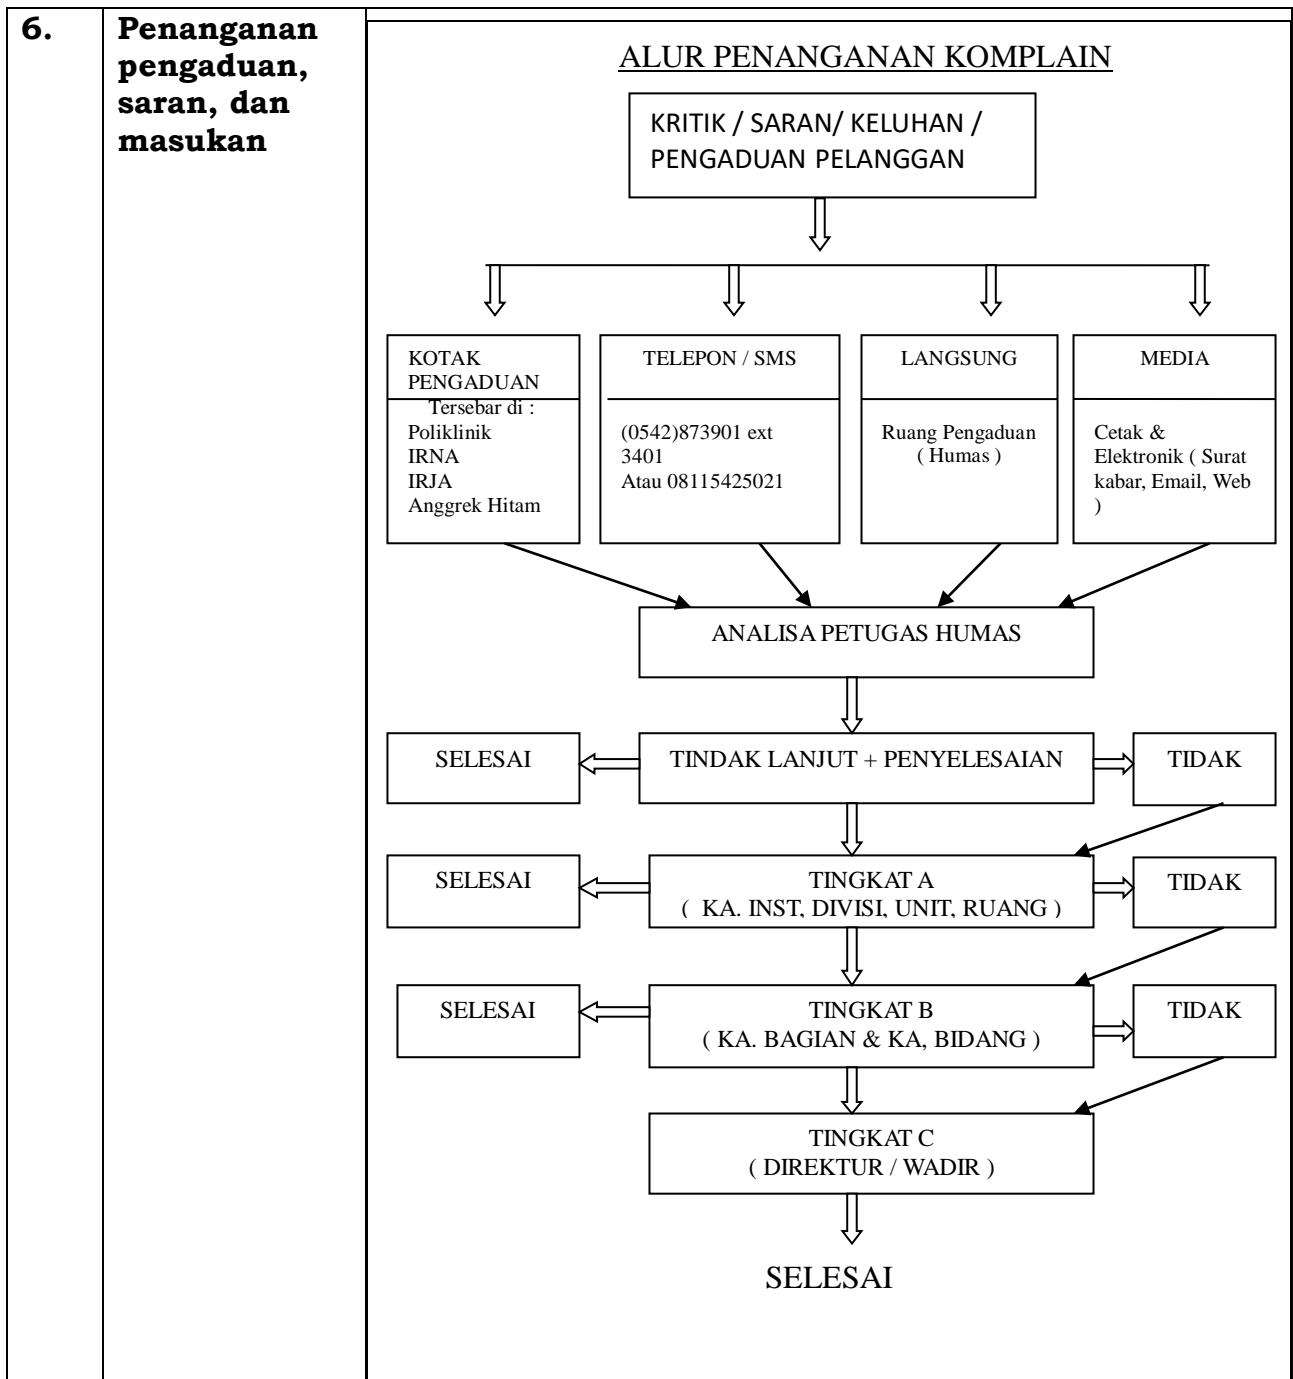 6.
Penanganan
pengaduan,
saran, dan
masukan
ALUR PENANGANAN KOMPLAIN
KRITIK / SARAN/ KELUHAN /
PENGADUAN PELANGGAN
KOTAK
PENGADUAN
Tersebar di :
Poliklinik
IRNA
IRJA
Anggrek Hitam
TELEPON / SMS
(0542)873901 ext
3401
Atau 08115425021
LANGSUNG
Ruang Pengaduan
( Humas )
MEDIA
Cetak &
Elektronik ( Surat
kabar, Email, Web
)
ANALISA PETUGAS HUMAS
SELESAI
TINDAK LANJUT + PENYELESAIAN
TIDAK
SELESAI
TINGKAT A
( KA. INST, DIVISI, UNIT, RUANG )
TIDAK
SELESAI
TINGKAT B
( KA. BAGIAN & KA, BIDANG )
TIDAK
TINGKAT C
( DIREKTUR / WADIR )
SELESAI